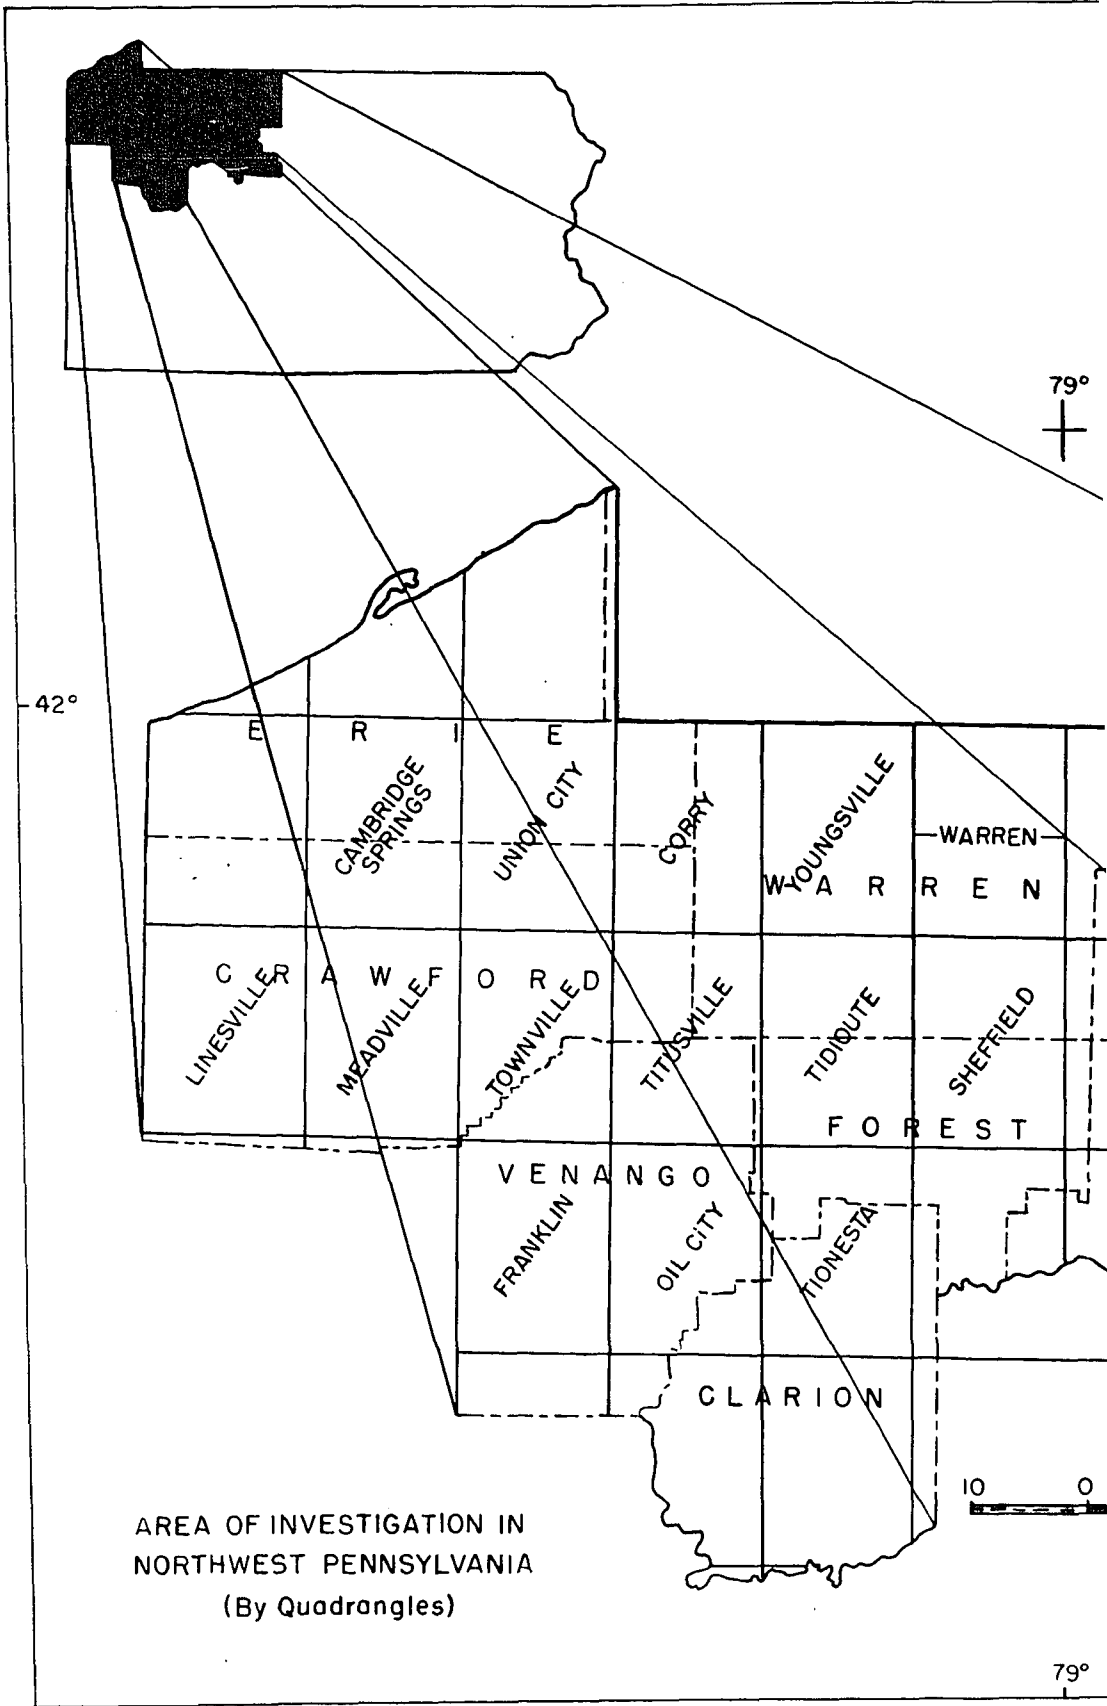 79°
42°
E R I E
CAMBRIDGE
SPRINGS
UNION CITY
CORRY
YOUNGSVILLE
WARREN
W A R R E N
C R A W F O R D
LINESVILLE
MEADVILLE
TOWNVILLE
TITUSVILLE
TIDIOUTE
SHEFFIELD
F O R E S T
V E N A N G O
FRANKLIN
OIL CITY
TIONESTA
C L A R I O N
10 0
AREA OF INVESTIGATION IN
NORTHWEST PENNSYLVANIA
(By Quadrangles)
79°